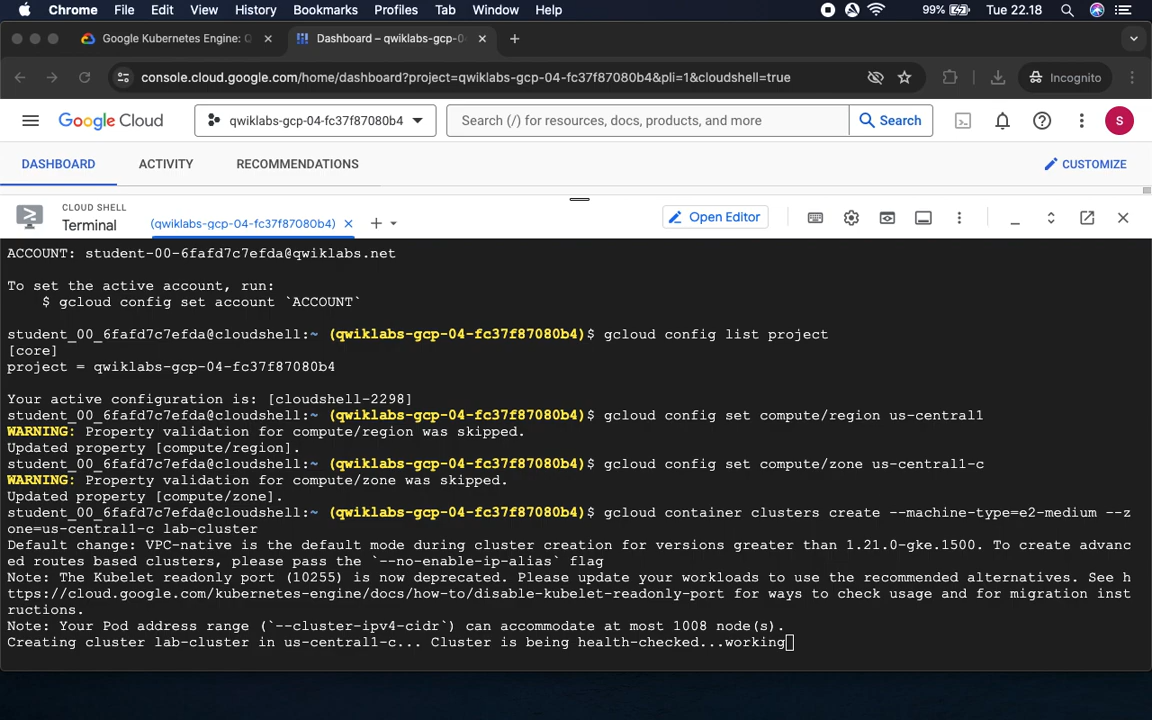 Chrome File Edit View History Bookmarks Profiles Tab Window Help 99% Tue 22.18
Google Kubernetes Engine: Q Dashboard – qwiklabs-gcp-0
console.cloud.google.com/home/dashboard?project=qwiklabs-gcp-04-fc37f87080b4&pli=1&cloudshell=true Incognito
Google Cloud qwiklabs-gcp-04-fc37f87080b4 Search (/) for resources, docs, products, and more Search S
DASHBOARD ACTIVITY RECOMMENDATIONS CUSTOMIZE
CLOUD SHELL
Terminal (qwiklabs-gcp-04-fc37f87080b4) Open Editor
ACCOUNT: student-00-6fafd7c7efda@qwiklabs.net
To set the active account, run:
$ gcloud config set account `ACCOUNT`
student_00_6fafd7c7efda@cloudshell:~ (qwiklabs-gcp-04-fc37f87080b4)$ gcloud config list project
[core]
project = qwiklabs-gcp-04-fc37f87080b4
Your active configuration is: [cloudshell-2298]
student_00_6fafd7c7efda@cloudshell:~ (qwiklabs-gcp-04-fc37f87080b4)$ gcloud config set compute/region us-central1
WARNING: Property validation for compute/region was skipped.
Updated property [compute/region].
student_00_6fafd7c7efda@cloudshell:~ (qwiklabs-gcp-04-fc37f87080b4)$ gcloud config set compute/zone us-central1-c
WARNING: Property validation for compute/zone was skipped.
Updated property [compute/zone].
student_00_6fafd7c7efda@cloudshell:~ (qwiklabs-gcp-04-fc37f87080b4)$ gcloud container clusters create --machine-type=e2-medium --z
one=us-central1-c lab-cluster
Default change: VPC-native is the default mode during cluster creation for versions greater than 1.21.0-gke.1500. To create advanc
ed routes based clusters, please pass the `--no-enable-ip-alias` flag
Note: The Kubelet readonly port (10255) is now deprecated. Please update your workloads to use the recommended alternatives. See h
ttps://cloud.google.com/kubernetes-engine/docs/how-to/disable-kubelet-readonly-port for ways to check usage and for migration inst
ructions.
Note: Your Pod address range (`--cluster-ipv4-cidr`) can accommodate at most 1008 node(s).
Creating cluster lab-cluster in us-central1-c... Cluster is being health-checked...working